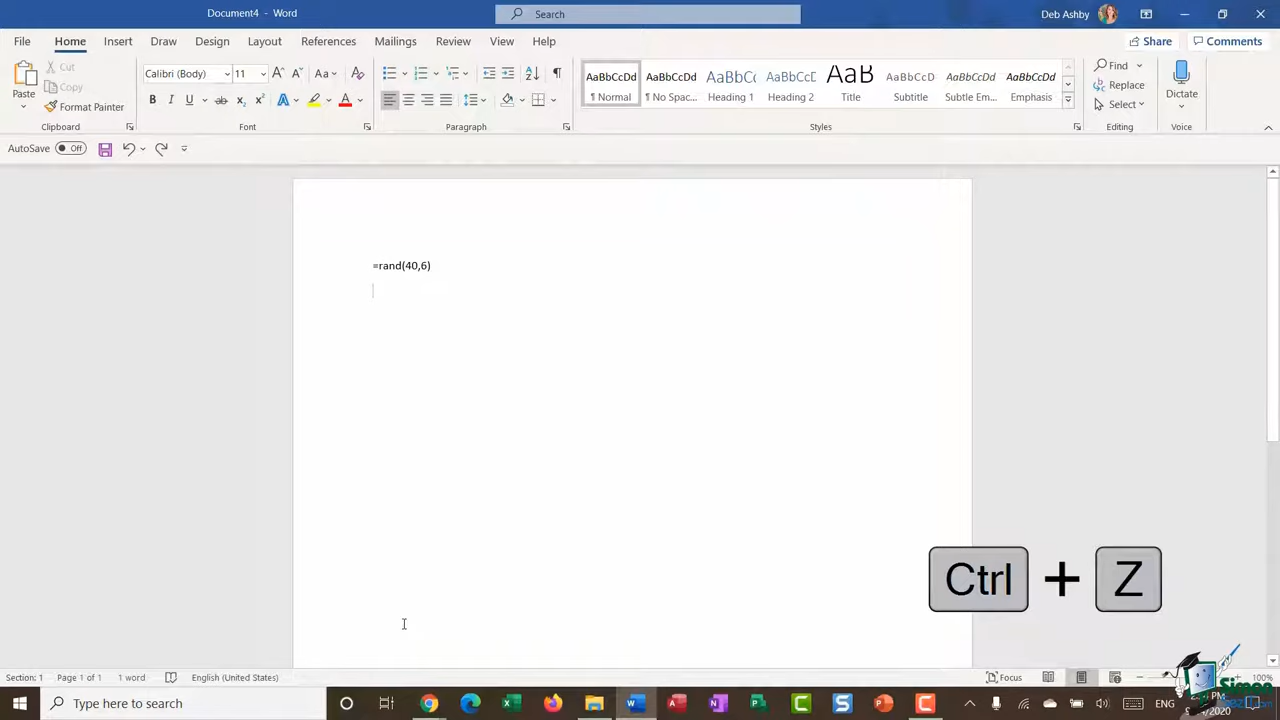 Document4 - Word
Search
Deb Ashby
File Home Insert Draw Design Layout References Mailings Review View Help
Share Comments
Paste
Cut
Copy
Format Painter
Calibri (Body) 11
AaBbCcDd AaBbCcDd AaBbC( AaBbCcE AaB AaBbCcD AaBbCcDd AaBbCcDd
¶ Normal ¶ No Spac... Heading 1 Heading 2 Title Subtitle Subtle Em... Emphasis
Find
Replace
Select
Dictate
Clipboard Font Paragraph Styles Editing Voice
AutoSave Off
=rand(40,6)
Ctrl + Z
Section: 1 Page 1 of 1 1 word English (United States)
Focus
100%
Type here to search